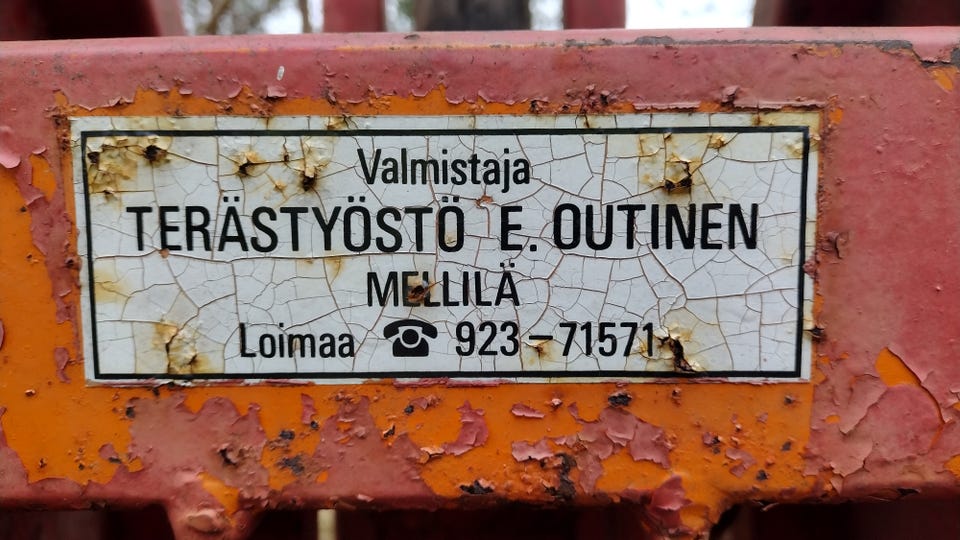 Valmistaja
TERÄSTYÖSTÖ E. OUTINEN
MELLILÄ
Loimaa ☎ 923-71571